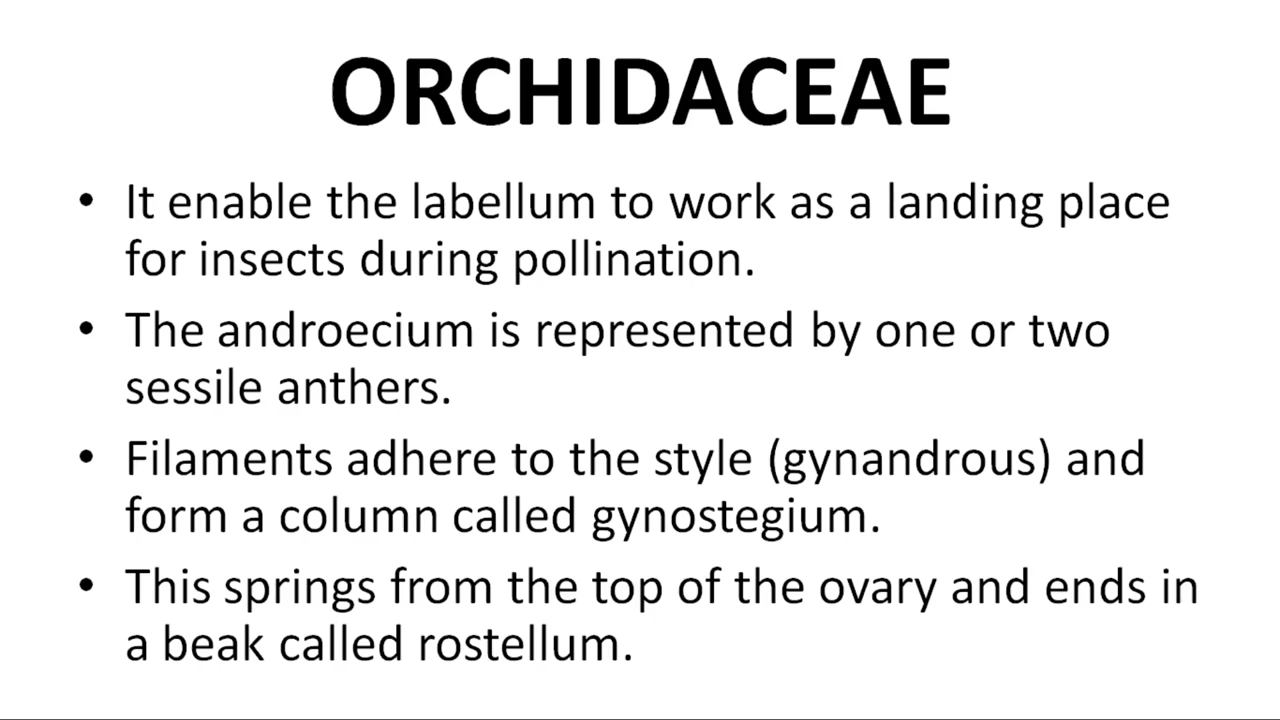 ORCHIDACEAE
• It enable the labellum to work as a landing place
for insects during pollination.
• The androecium is represented by one or two
sessile anthers.
• Filaments adhere to the style (gynandrous) and
form a column called gynostegium.
• This springs from the top of the ovary and ends in
a beak called rostellum.